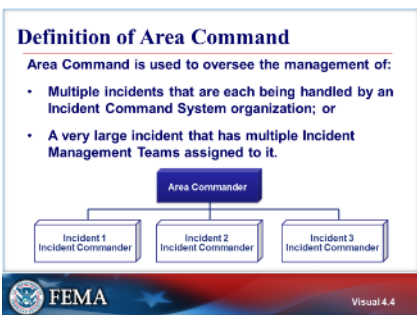 Definition of Area Command
Area Command is used to oversee the management of:
• Multiple incidents that are each being handled by an
Incident Command System organization; or
• A very large incident that has multiple Incident
Management Teams assigned to it.
Area Commander
Incident 1
Incident Commander
Incident 2
Incident Commander
Incident 3
Incident Commander
FEMA
Visual 4.4